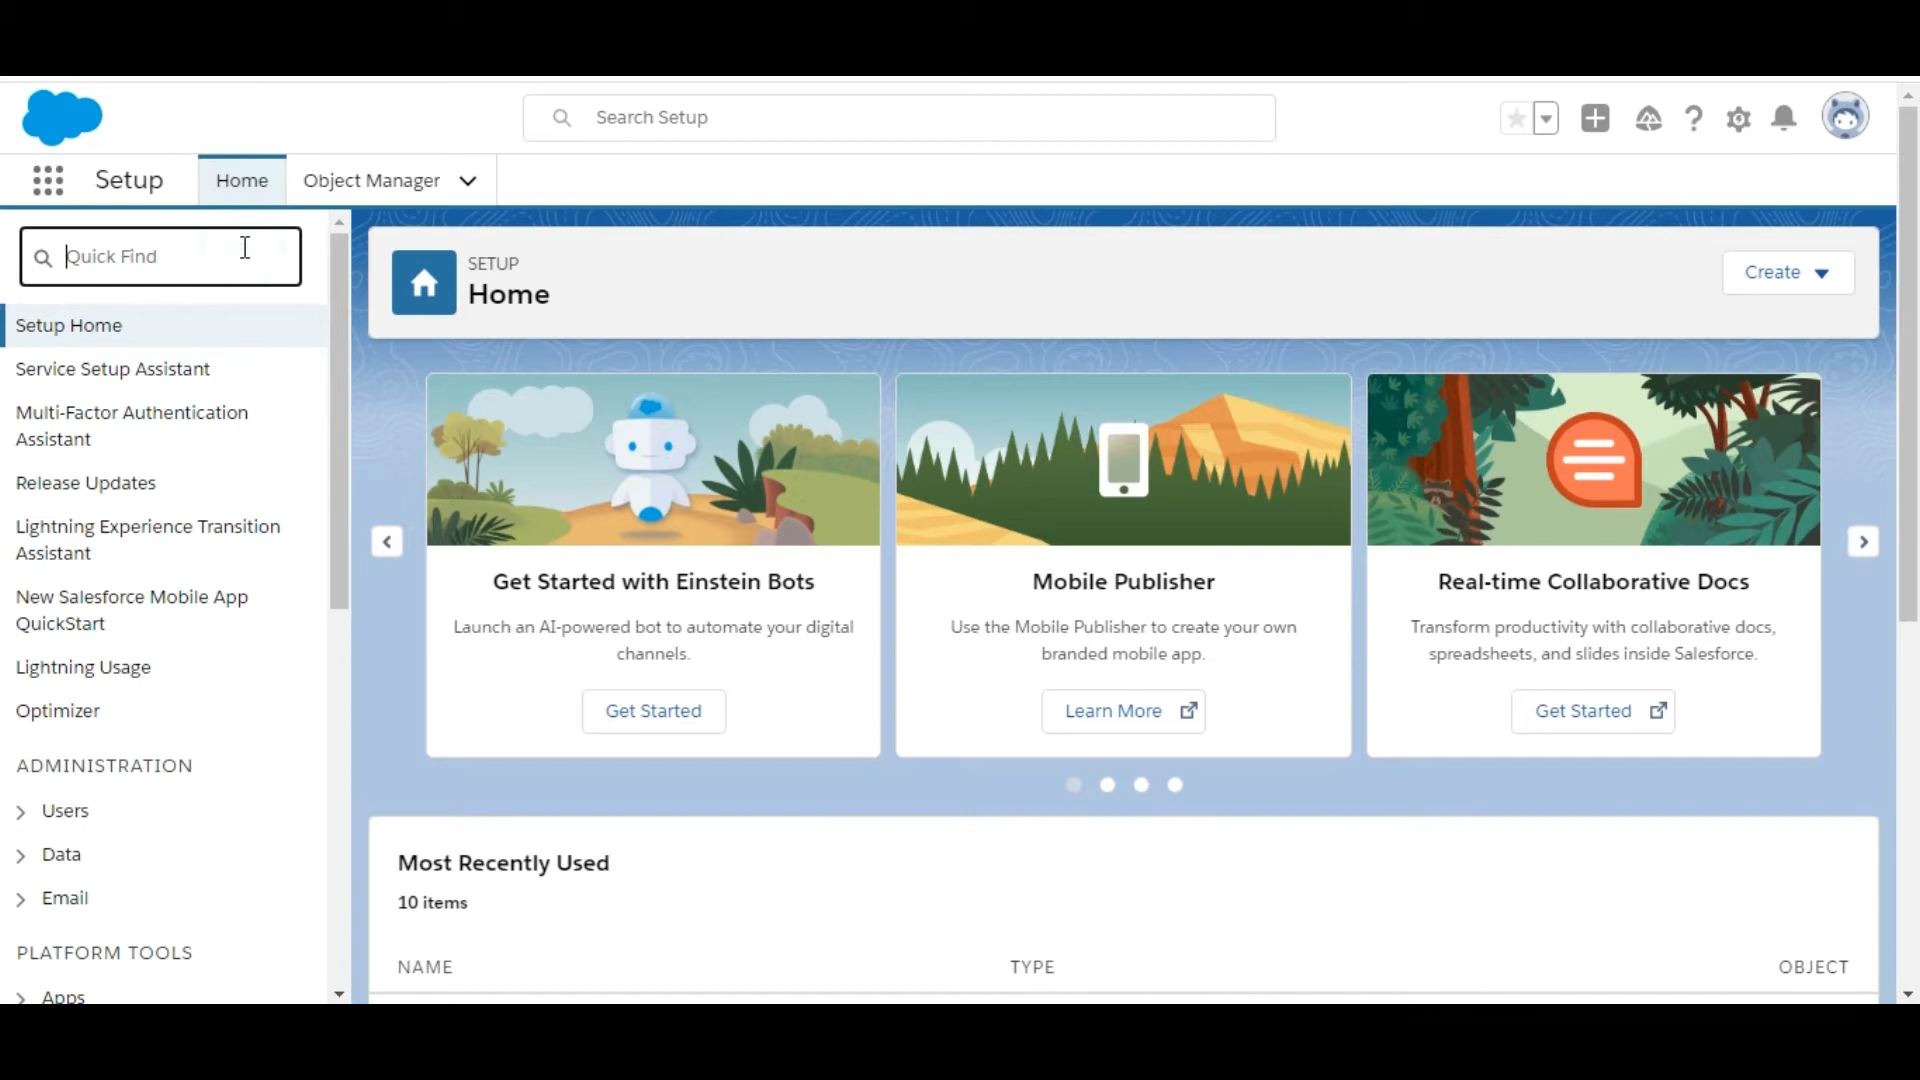 Search Setup
Setup
Home
Object Manager
Quick Find
Setup Home
Service Setup Assistant
Multi-Factor Authentication
Assistant
Release Updates
Lightning Experience Transition
Assistant
New Salesforce Mobile App
QuickStart
Lightning Usage
Optimizer
ADMINISTRATION
Users
Data
Email
PLATFORM TOOLS
Apps
SETUP
Home
Create
Get Started with Einstein Bots
Launch an AI-powered bot to automate your digital
channels.
Get Started
Mobile Publisher
Use the Mobile Publisher to create your own
branded mobile app.
Learn More
Real-time Collaborative Docs
Transform productivity with collaborative docs,
spreadsheets, and slides inside Salesforce.
Get Started
Most Recently Used
10 items
NAME
TYPE
OBJECT